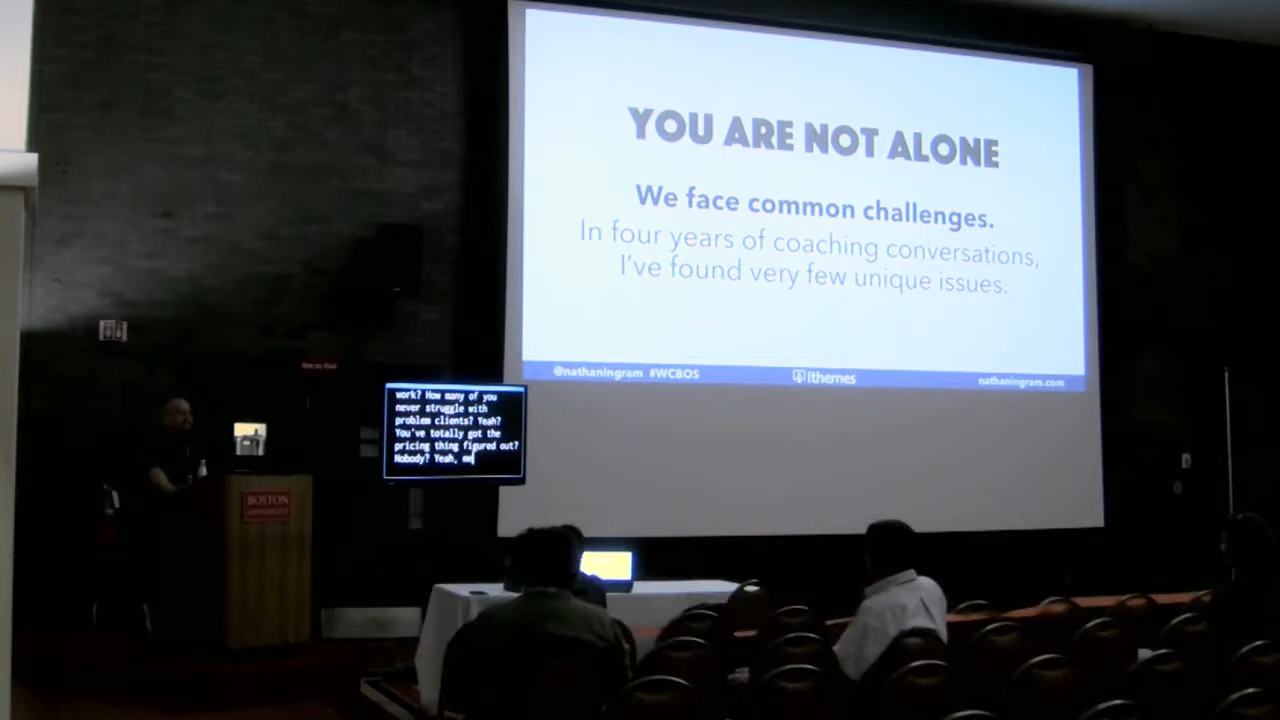 YOU ARE NOT ALONE
We face common challenges.
In four years of coaching conversations,
I've found very few unique issues.
@nathaningram #WCBOS
ithemes
nathaningram.com
work? How many of you
never struggle with
problem clients? Yeah?
You've totally got the
pricing thing figured out?
Nobody? Yeah, me
BOSTON
UNIVERSITY